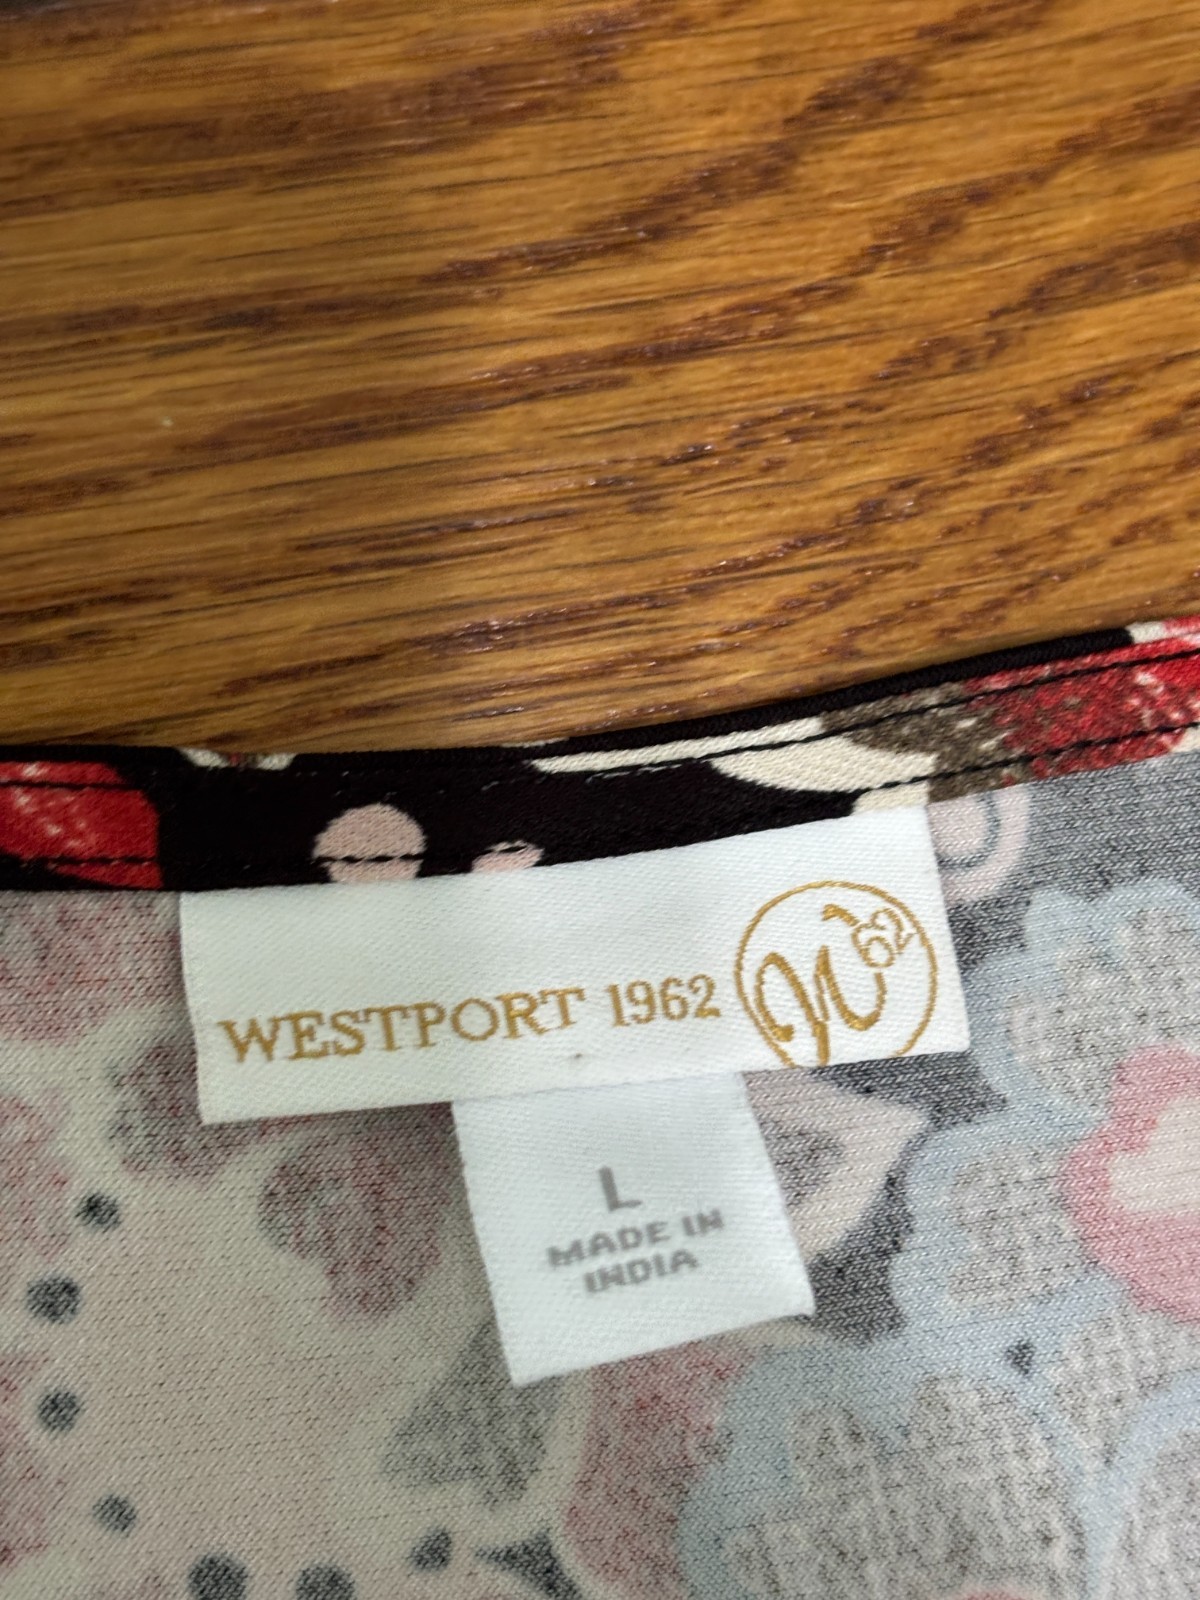 WESTPORT 1962
W62
L
MADE IN
INDIA